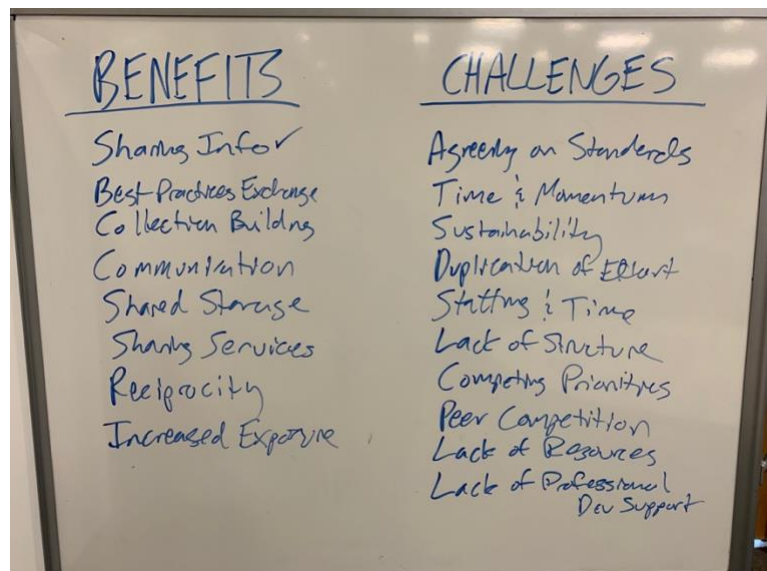 BENEFITS
Sharing Infor
Best Practices Exchange
Collection Building
Communication
Shared Storage
Sharing Services
Reciprocity
Increased Exposure
CHALLENGES
Agreeing on Standards
Time & Momentum
Sustainability
Duplication of Effort
Staffing & Time
Lack of Structure
Competing Priorities
Peer Competition
Lack of Resources
Lack of Professional
Dev Support